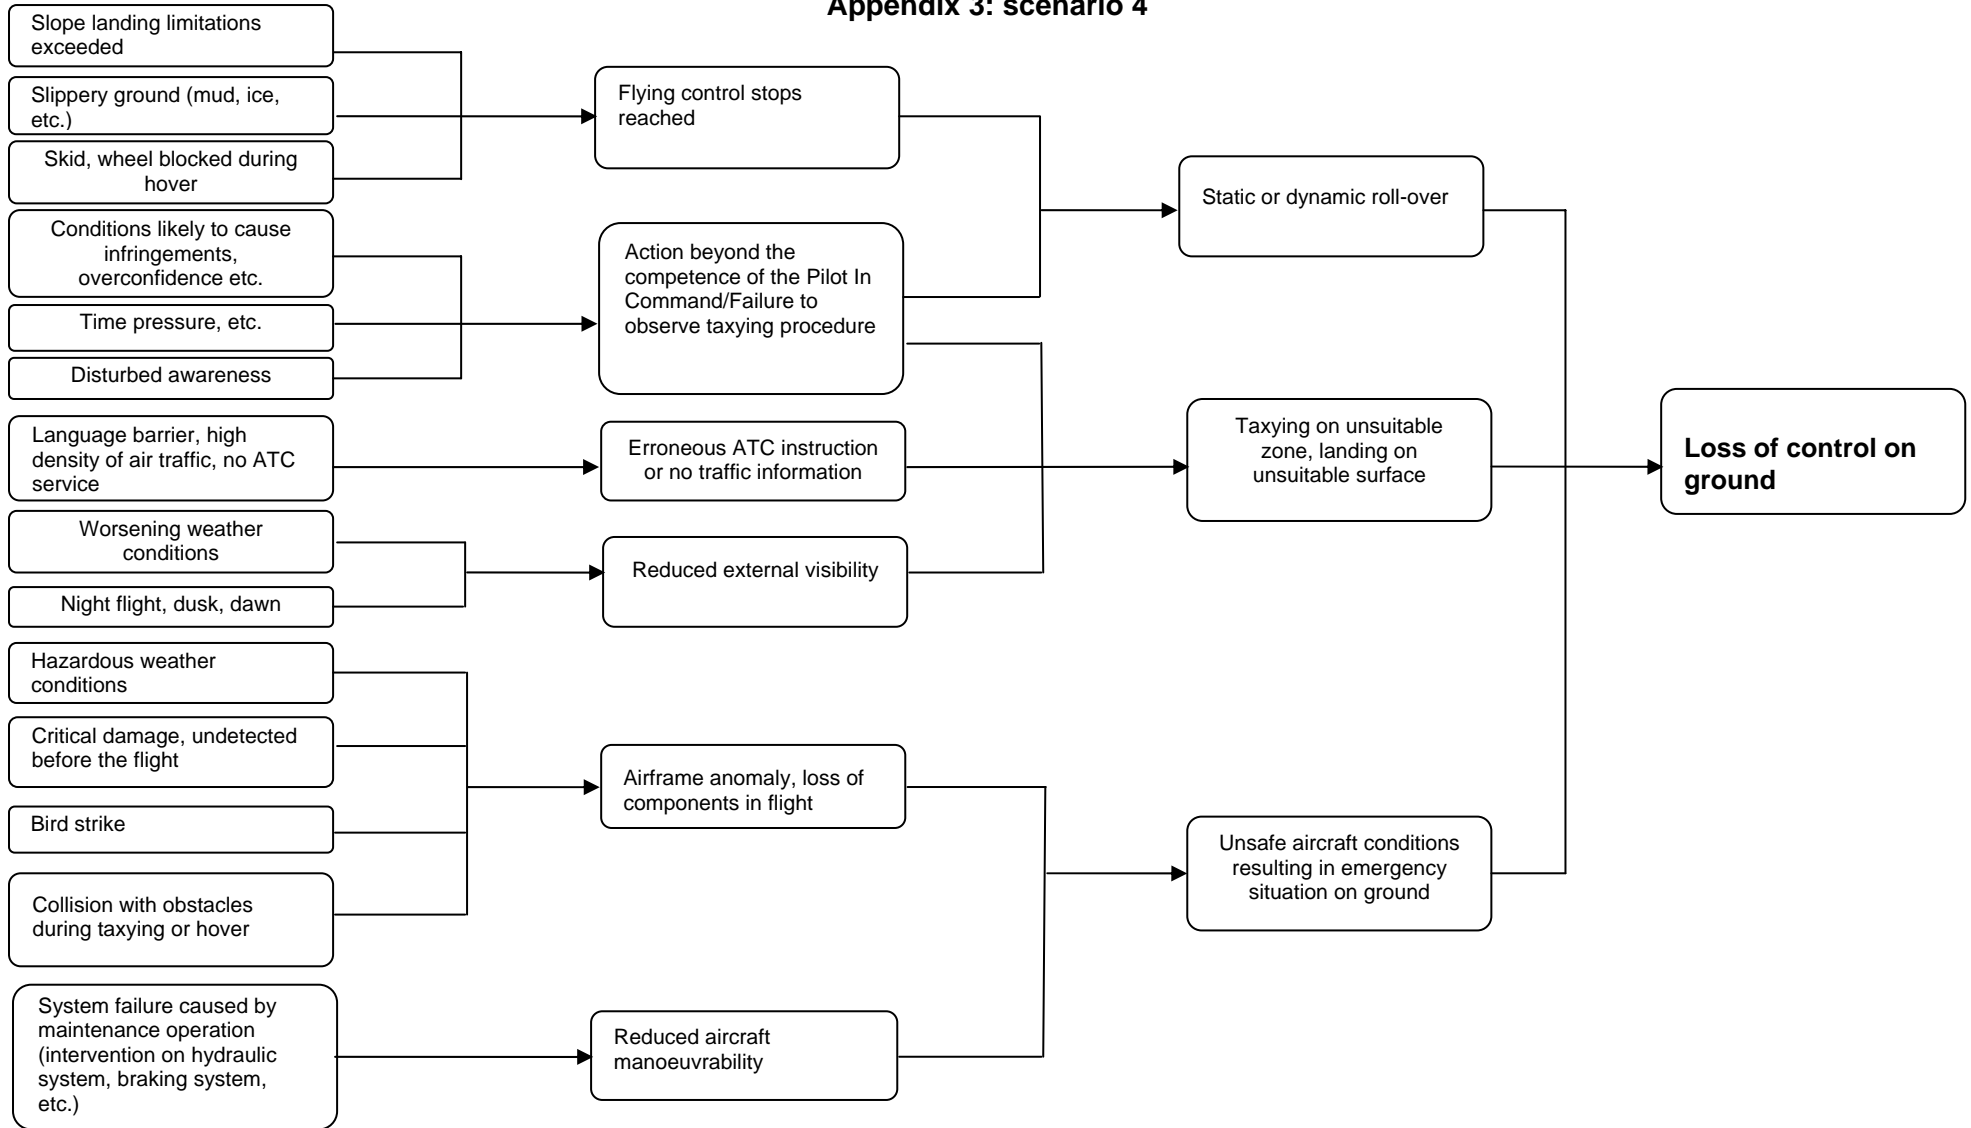 Appendix 3: scenario 4
Slope landing limitations
exceeded
Slippery ground (mud, ice,
etc.)
Skid, wheel blocked during
hover
Conditions likely to cause
infringements,
overconfidence etc.
Time pressure, etc.
Disturbed awareness
Language barrier, high
density of air traffic, no ATC
service
Worsening weather
conditions
Night flight, dusk, dawn
Hazardous weather
conditions
Critical damage, undetected
before the flight
Bird strike
Collision with obstacles
during taxying or hover
System failure caused by
maintenance operation
(intervention on hydraulic
system, braking system,
etc.)
Flying control stops
reached
Action beyond the
competence of the Pilot In
Command/Failure to
observe taxying procedure
Erroneous ATC instruction
or no traffic information
Reduced external visibility
Airframe anomaly, loss of
components in flight
Reduced aircraft
manoeuvrability
Static or dynamic roll-over
Taxying on unsuitable
zone, landing on
unsuitable surface
Unsafe aircraft conditions
resulting in emergency
situation on ground
Loss of control on
ground